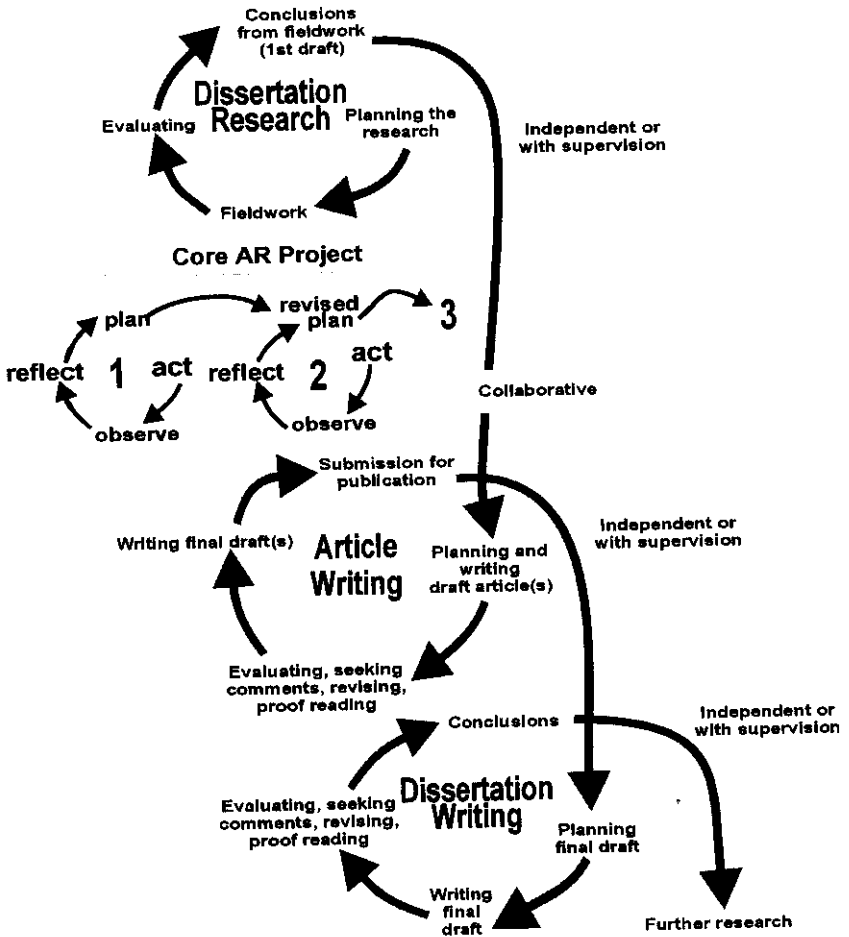 Conclusions
from fieldwork
(1st draft)
Dissertation
Research
Evaluating
Planning the
research
Independent or
with supervision
Fieldwork
Core AR Project
plan
revised
plan
3
reflect
1
act
reflect
2
act
observe
observe
Collaborative
Submission for
publication
Writing final draft(s)
Article
Writing
Planning and
writing
draft article(s)
Independent or
with supervision
Evaluating, seeking
comments, revising,
proof reading
Conclusions
Independent or
with supervision
Evaluating, seeking
comments, revising,
proof reading
Dissertation
Writing
Planning
final draft
Writing
final
draft
Further research